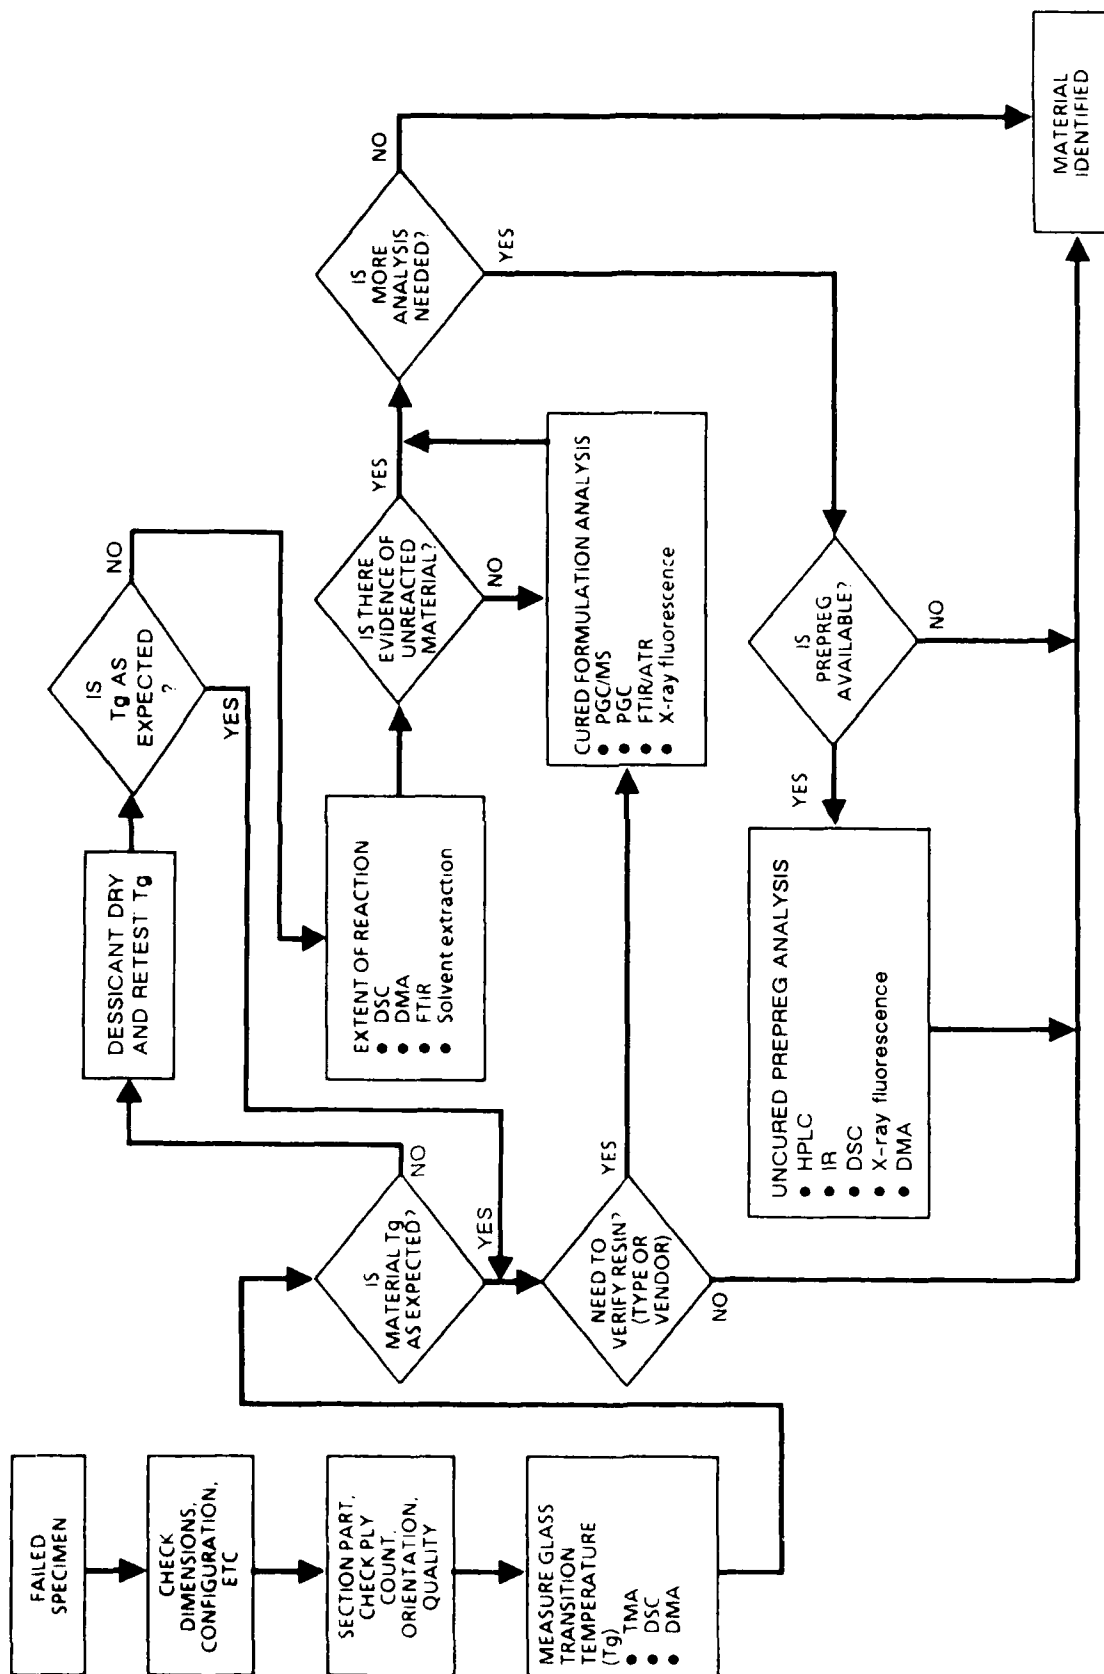 FAILED
SPECIMEN
CHECK
DIMENSIONS,
CONFIGURATION,
ETC
SECTION PART,
CHECK PLY
COUNT,
ORIENTATION,
QUALITY
MEASURE GLASS
TRANSITION
TEMPERATURE
(Tg)
● TMA
● DSC
● DMA
IS
MATERIAL Tg
AS EXPECTED?
NO
YES
DESSICANT DRY
AND RETEST Tg
IS
Tg AS
EXPECTED
?
NO
YES
NEED TO
VERIFY RESIN?
(TYPE OR
VENDOR)
YES
NO
EXTENT OF REACTION
● DSC
● DMA
● FTIR
● Solvent extraction
IS THERE
EVIDENCE OF
UNREACTED
MATERIAL?
YES
NO
CURED FORMULATION ANALYSIS
● PGC/MS
● PGC
● FTIR/ATR
● X-ray fluorescence
IS
MORE
ANALYSIS
NEEDED?
NO
YES
IS
PREPREG
AVAILABLE?
YES
NO
UNCURED PREPREG ANALYSIS
● HPLC
● IR
● DSC
● X-ray fluorescence
● DMA
MATERIAL
IDENTIFIED